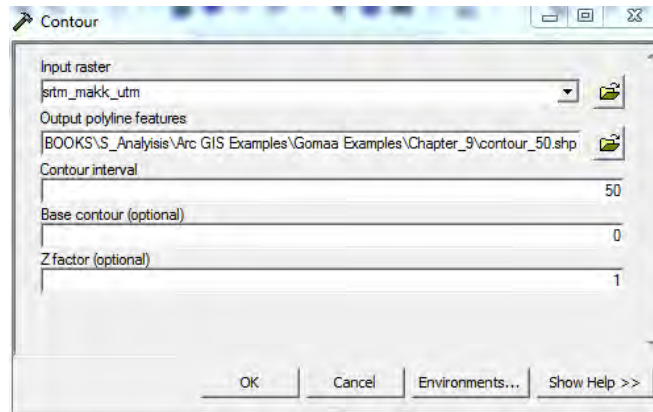 Contour
Input raster
srtm_makk_utm
Output polyline features
BOOKS\S_Analyisis\Arc GIS Examples\Gomaa Examples\Chapter_9\contour_50.shp
Contour interval
50
Base contour (optional)
0
Z factor (optional)
1
OK Cancel Environments... Show Help >>